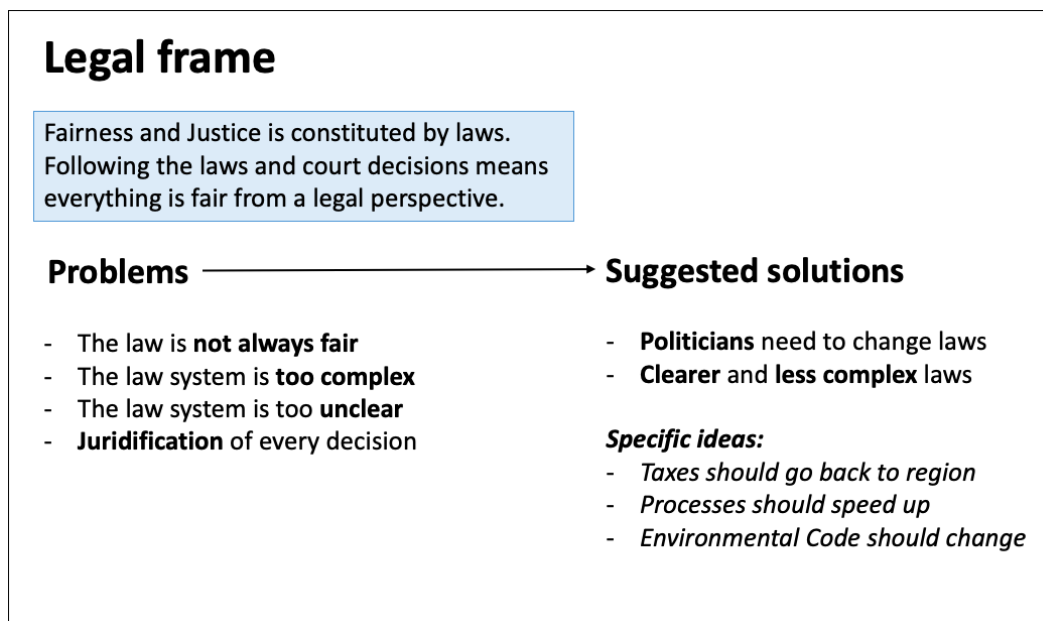 Legal frame
Fairness and Justice is constituted by laws.
Following the laws and court decisions means
everything is fair from a legal perspective.
Problems
- The law is not always fair
- The law system is too complex
- The law system is too unclear
- Juridification of every decision
Suggested solutions
- Politicians need to change laws
- Clearer and less complex laws
Specific ideas:
- Taxes should go back to region
- Processes should speed up
- Environmental Code should change